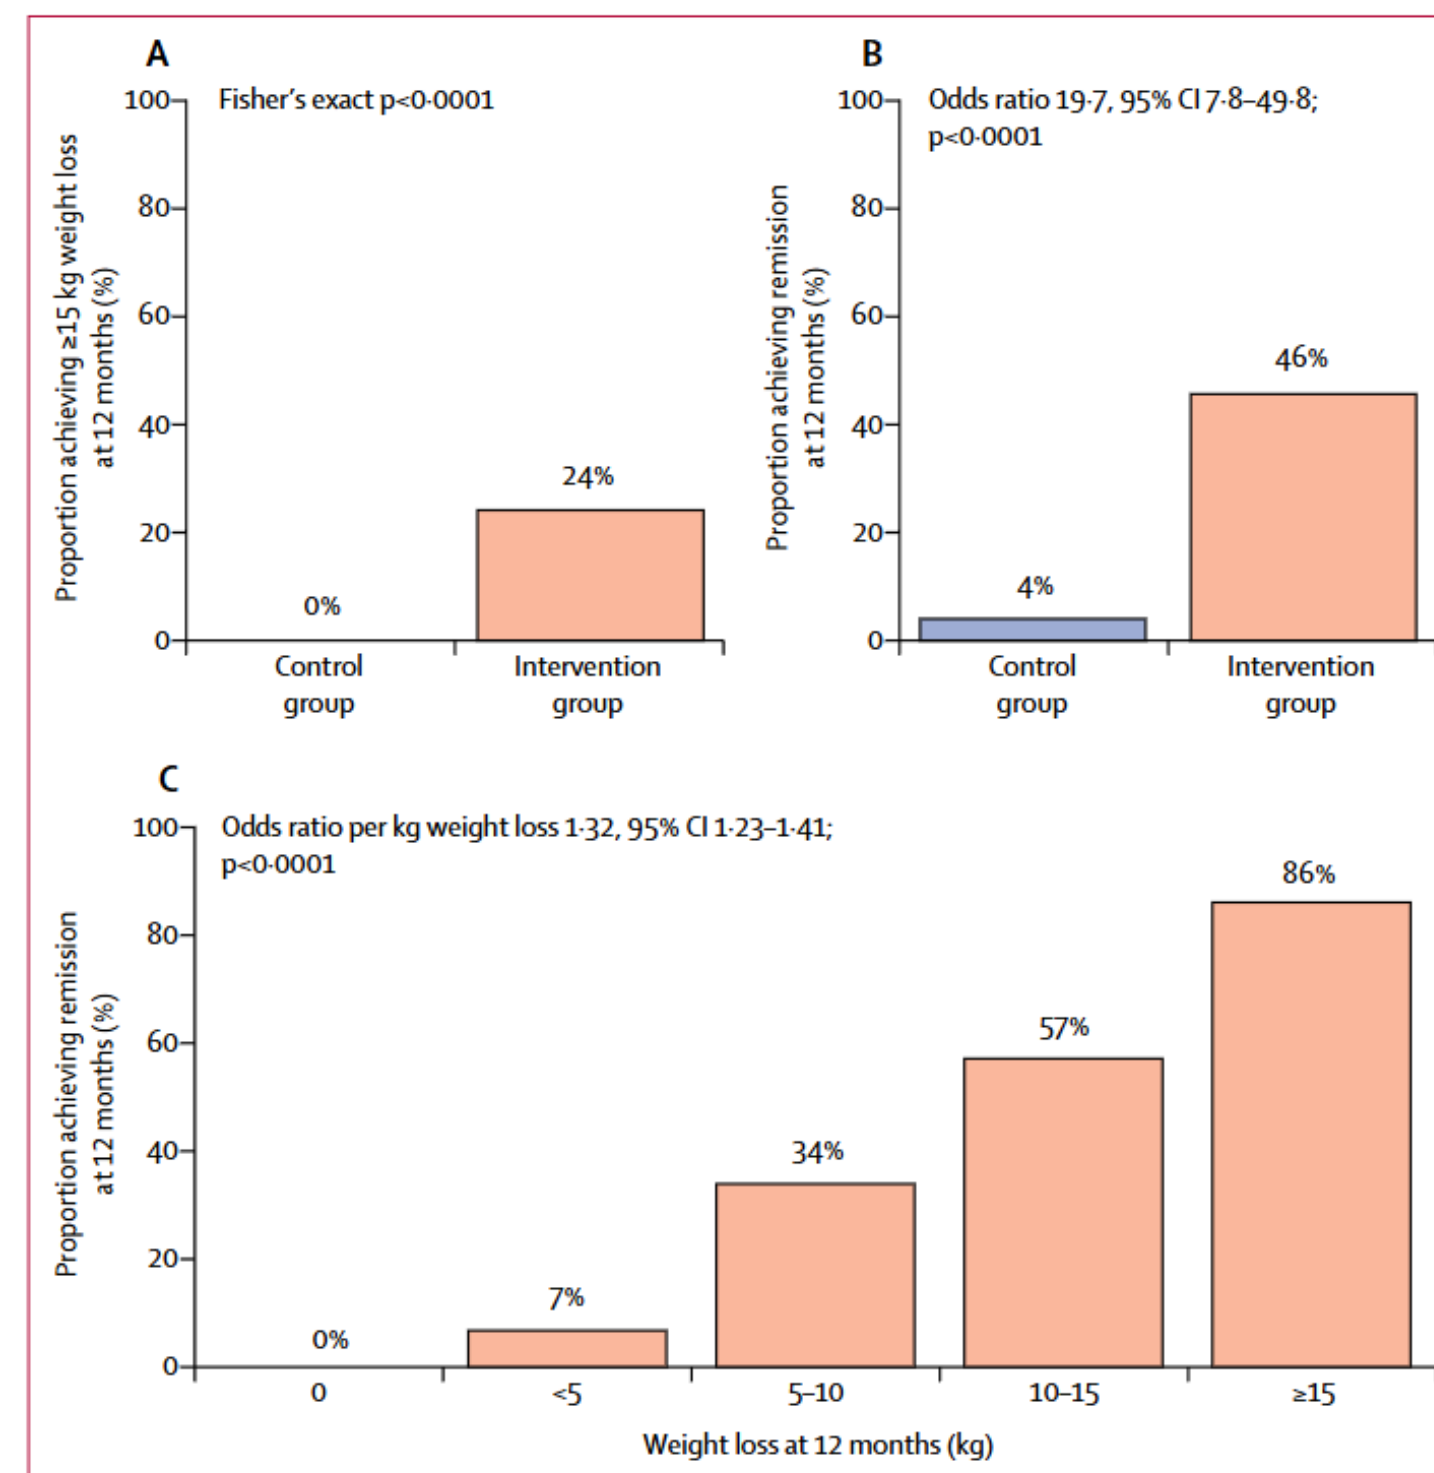 A
Fisher's exact p<0·0001
Proportion achieving ≥15 kg weight loss
at 12 months (%)
100
80
60
40
20
0
0%
24%
Control
group
Intervention
group
B
Odds ratio 19·7, 95% CI 7·8–49·8;
p<0·0001
Proportion achieving remission
at 12 months (%)
100
80
60
40
20
0
4%
46%
Control
group
Intervention
group
C
Odds ratio per kg weight loss 1·32, 95% CI 1·23–1·41;
p<0·0001
Proportion achieving remission
at 12 months (%)
100
80
60
40
20
0
0%
7%
34%
57%
86%
0
<5
5–10
10–15
≥15
Weight loss at 12 months (kg)